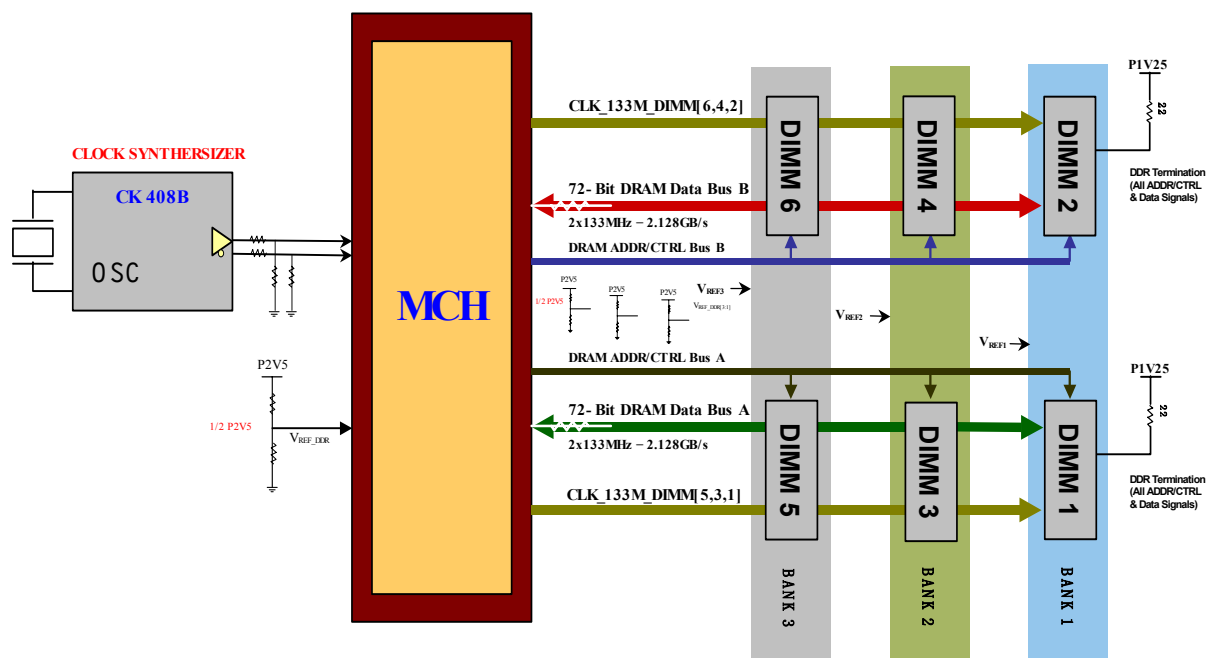 CLOCK SYNTHERSIZER
CK 408B
OSC
MCH
P2V5
1/2 P2V5
VREF_DDR
CLK_133M_DIMM[6,4,2]
72- Bit DRAM Data Bus B
2x133MHz – 2.128GB/s
DRAM ADDR/CTRL Bus B
P2V5
1/2 P2V5
P2V5
P2V5
VREF_DDR[3:1]
VREF3
VREF2
VREF1
DRAM ADDR/CTRL Bus A
72- Bit DRAM Data Bus A
2x133MHz – 2.128GB/s
CLK_133M_DIMM[5,3,1]
DIMM 6
DIMM 4
DIMM 2
DIMM 5
DIMM 3
DIMM 1
BANK 3
BANK 2
BANK 1
P1V25
22
DDR Termination
(All ADDR/CTRL
& Data Signals)
P1V25
22
DDR Termination
(All ADDR/CTRL
& Data Signals)